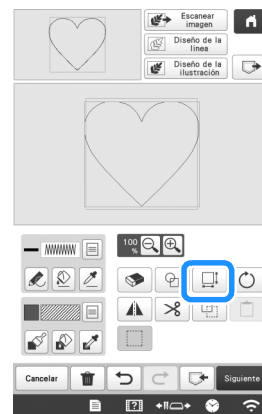 Escanear
imagen
Diseño de la
línea
Diseño de la
ilustración
100
%
Cancelar
Siguiente